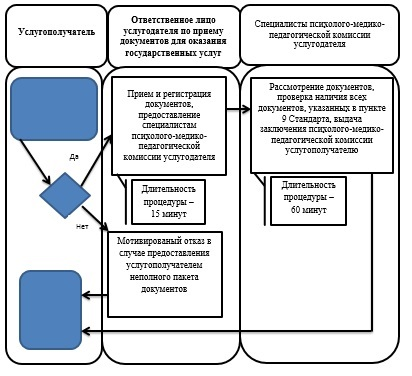 Услугополучатель
Ответственное лицо
услугодателя по приему
документов для оказания
государственных услуг
Специалисты психолого-медико-
педагогической комиссии
услугодателя
Прием и регистрация
документов,
предоставление
специалистам
психолого-медико-
педагогической
комиссии услугодателя
Рассмотрение документов,
проверка наличия всех
документов, указанных в пункте
9 Стандарта, выдача
заключения психолого-медико-
педагогической комиссии
услугополучателю
Да
Длительность
процедуры –
15 минут
Длительность
процедуры –
60 минут
Нет
Мотивированый отказ в
случае предоставления
услугополучателем
неполного пакета
документов